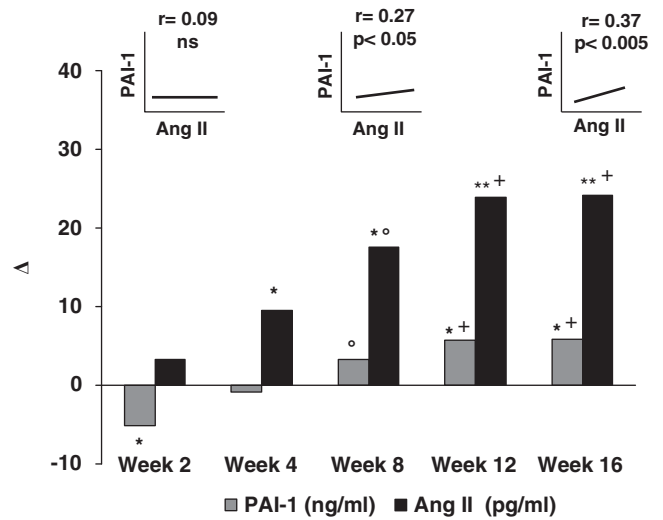 r= 0.09
ns
PAI-1
Ang II
r= 0.27
p< 0.05
PAI-1
Ang II
r= 0.37
p< 0.005
PAI-1
Ang II
40
30
20
10
0
-10
Δ
*
*
* °
°
** +
* +
** +
* +
Week 2 Week 4 Week 8 Week 12 Week 16
PAI-1 (ng/ml) Ang II (pg/ml)